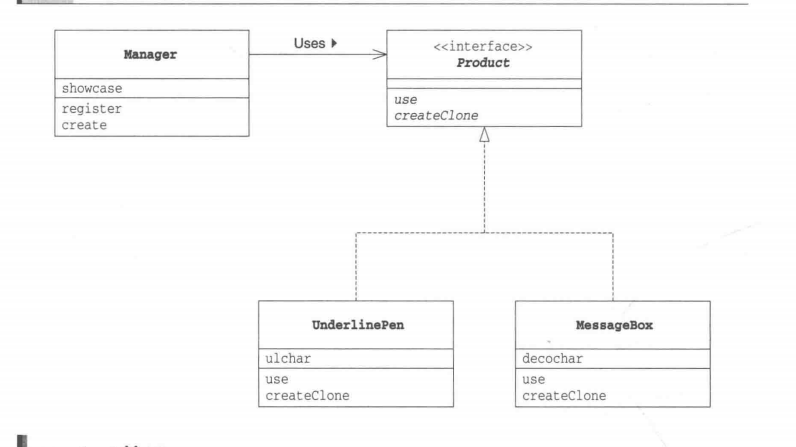 Manager
showcase
register
create
Uses
<<interface>>
Product
use
createClone
UnderlinePen
ulchar
use
createClone
MessageBox
decochar
use
createClone